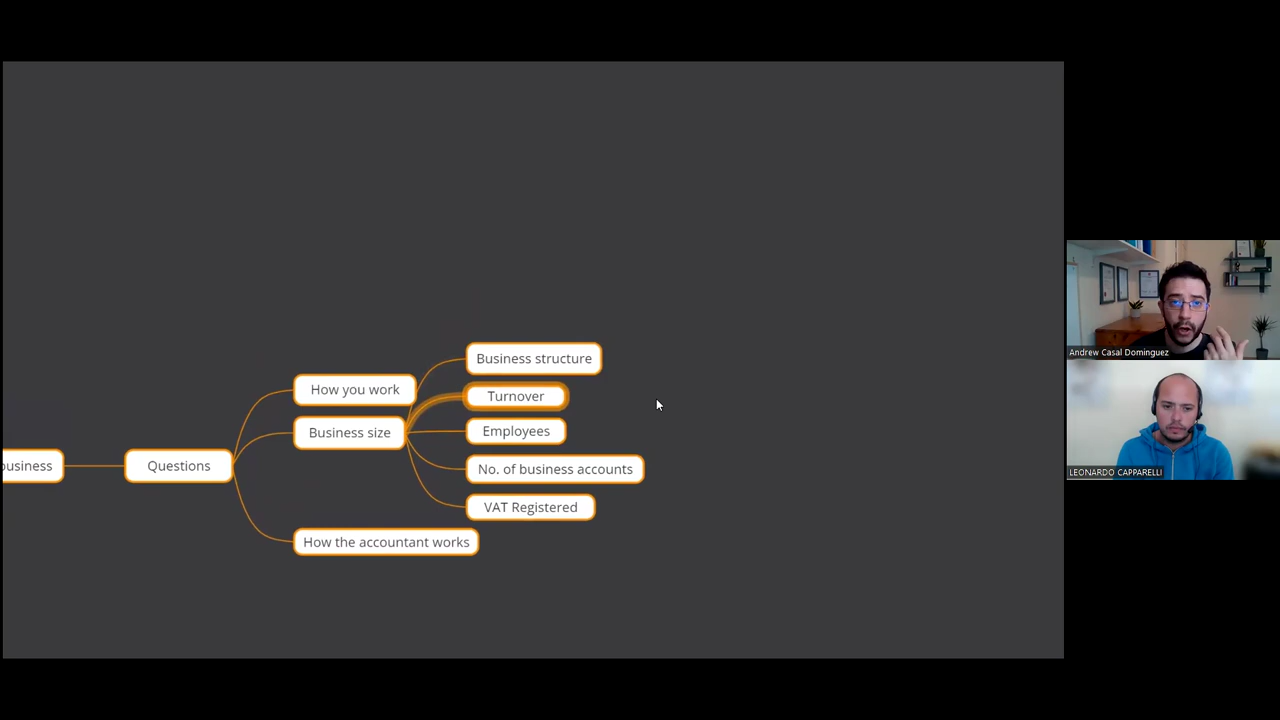 Business structure
How you work
Turnover
Business size
Employees
business
Questions
No. of business accounts
VAT Registered
How the accountant works
Andrew Casal Dominguez
LEONARDO CAPPARELLI